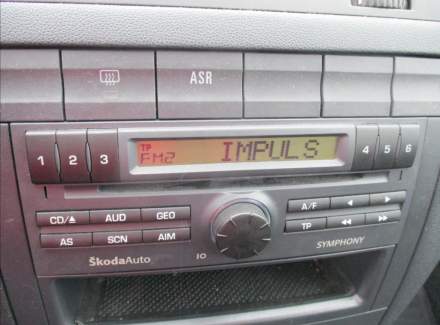 ASR
1 2 3 TP FM2 IMPULS 4 5 6
CD/⏏ AUD GEO A/F ◀ ▶
AS SCN AIM TP ◀◀ ▶▶
ŠkodaAuto IO SYMPHONY